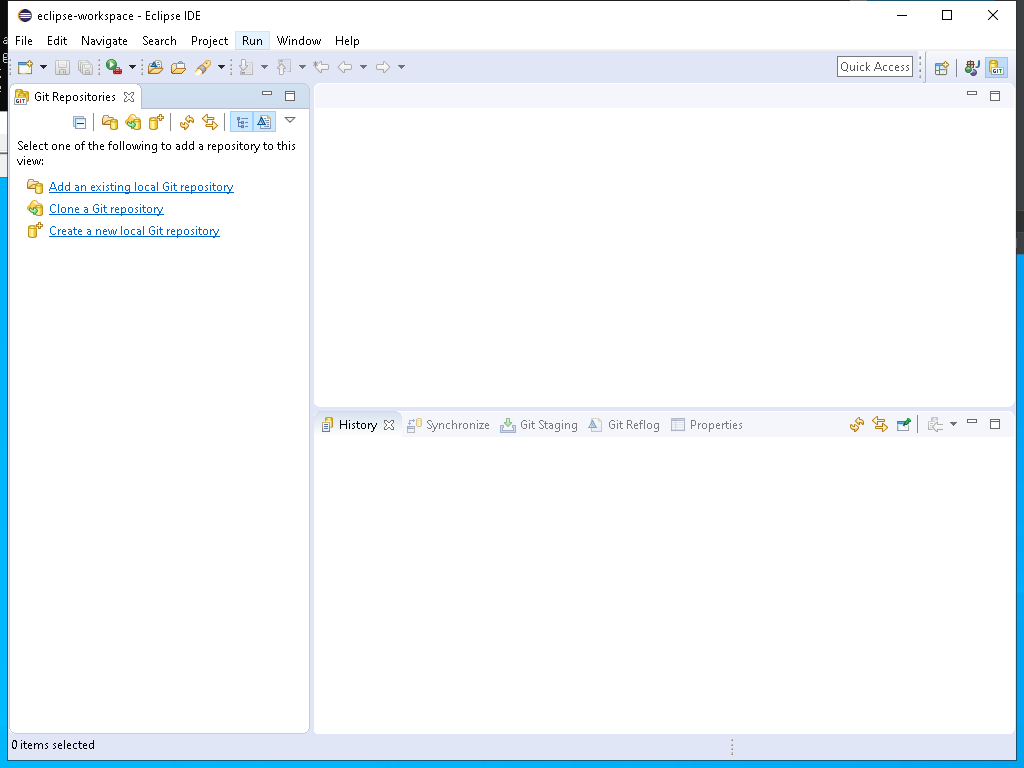 eclipse-workspace - Eclipse IDE
File Edit Navigate Search Project Run Window Help
Quick Access
GIT
GIT Git Repositories
Select one of the following to add a repository to this
view:
Add an existing local Git repository
Clone a Git repository
Create a new local Git repository
History Synchronize Git Staging Git Reflog Properties
0 items selected